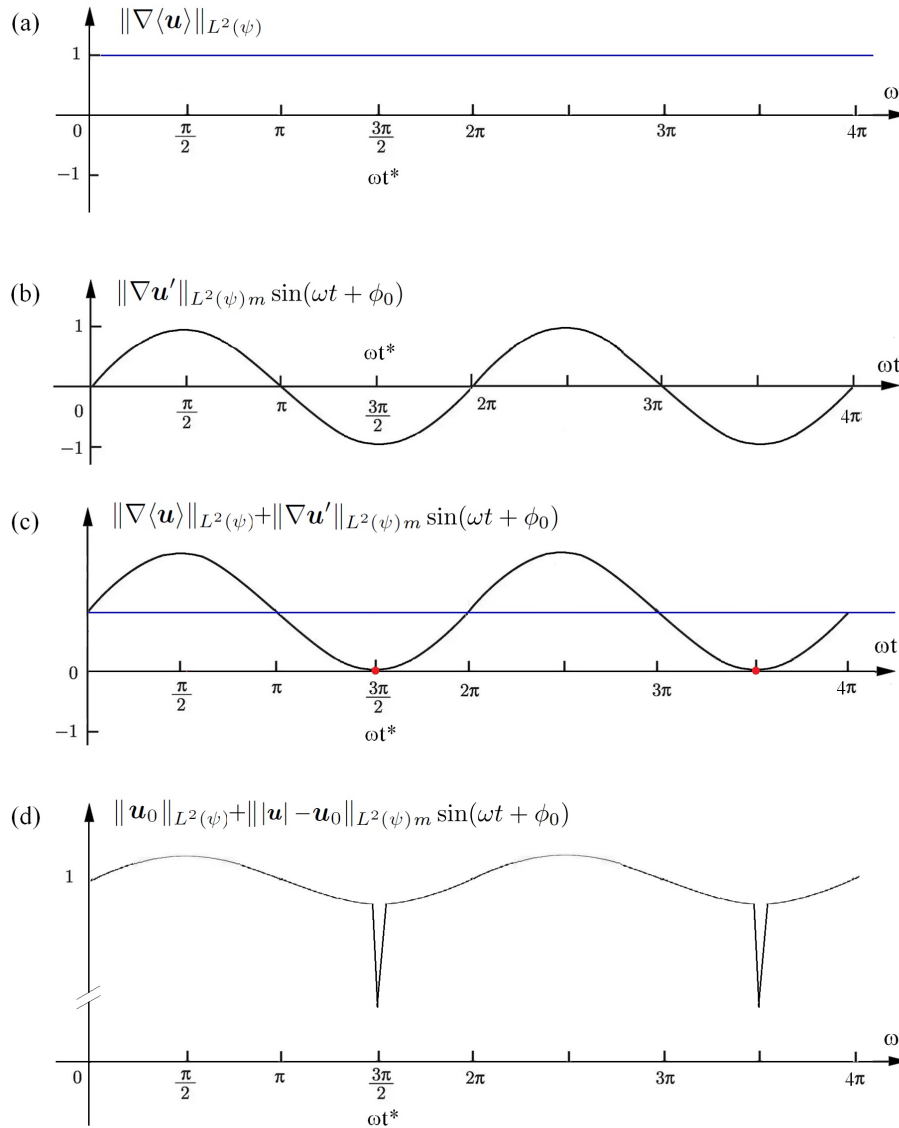 (a) ‖∇⟨u⟩‖_{L²(ψ)}
1
ω
0 π/2 π 3π/2 2π 3π 4π
−1 ωt*
(b) ‖∇u′‖_{L²(ψ)m} sin(ωt + ϕ₀)
1
ωt*
ωt
0 π/2 π 3π/2 2π 3π 4π
−1
(c) ‖∇⟨u⟩‖_{L²(ψ)}+‖∇u′‖_{L²(ψ)m} sin(ωt + ϕ₀)
ωt
0
π/2 π 3π/2 2π 3π 4π
−1 ωt*
(d) ‖u₀‖_{L²(ψ)}+‖|u| −u₀‖_{L²(ψ)m} sin(ωt + ϕ₀)
1
ω
0 π/2 π 3π/2 2π 3π 4π
ωt*